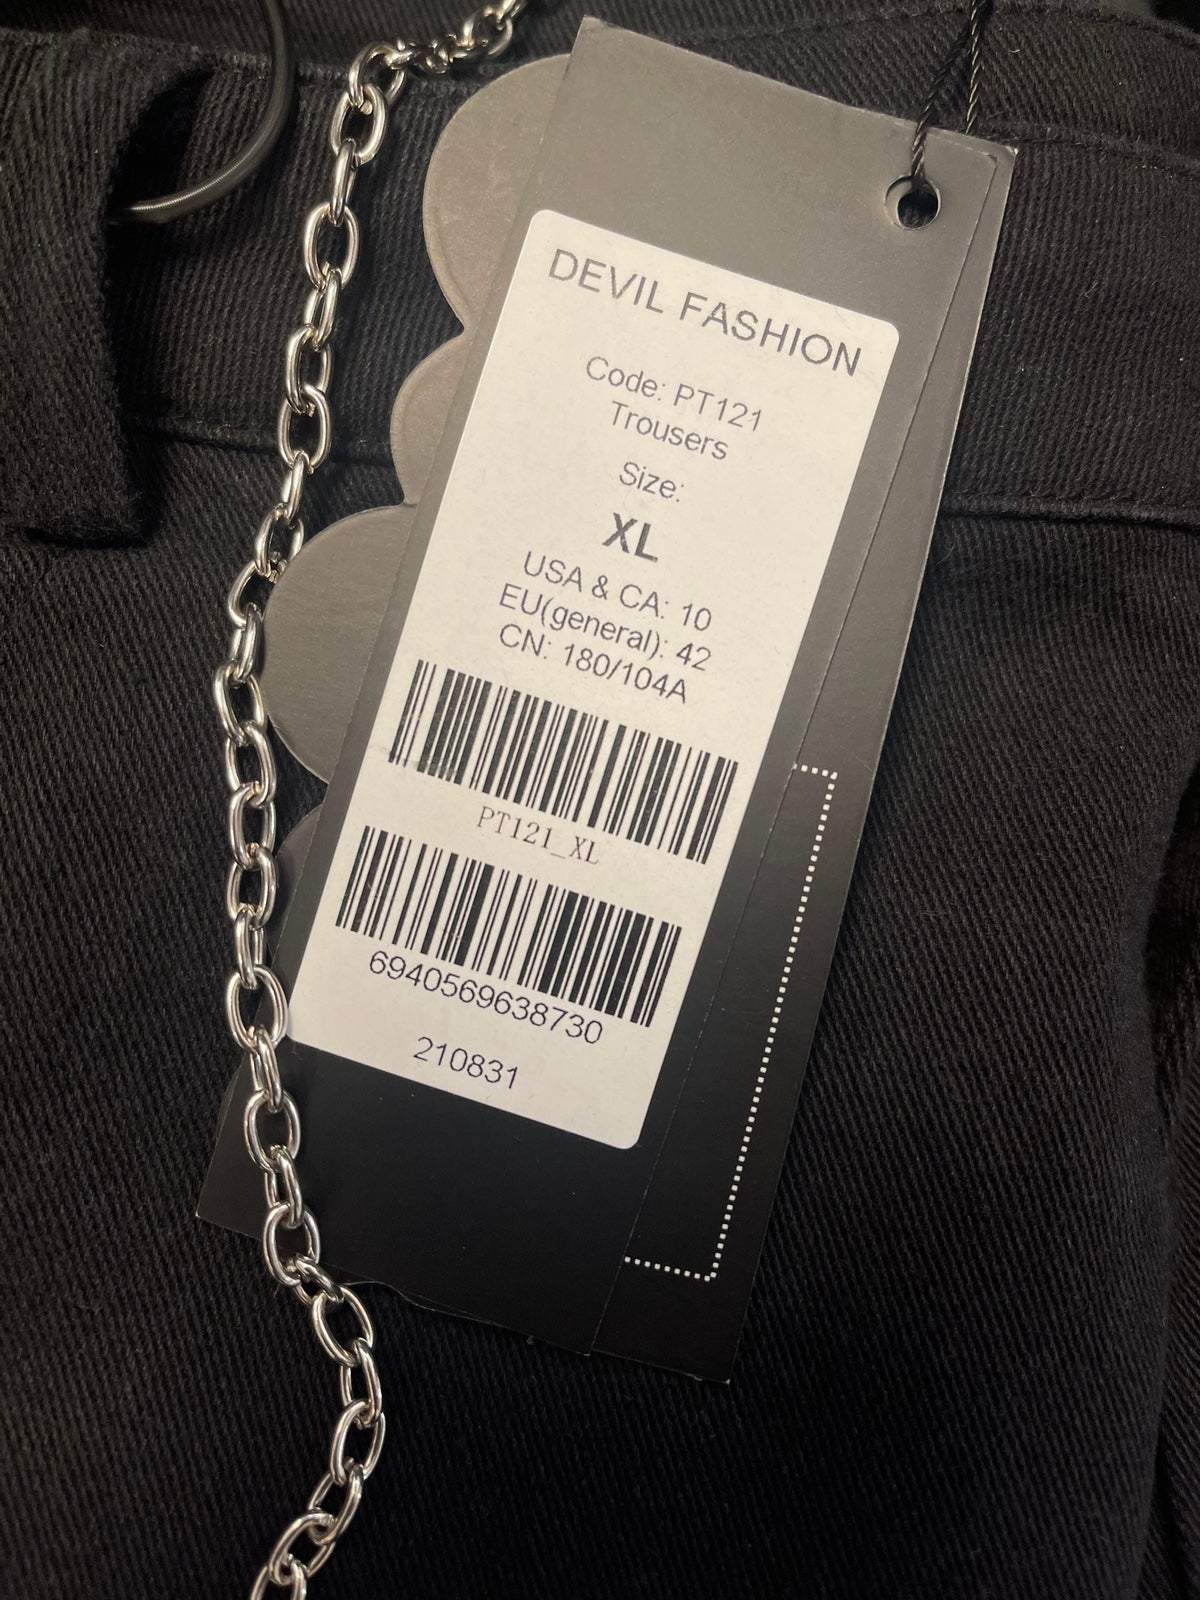 DEVIL FASHION
Code: PT121
Trousers
Size:
XL
USA & CA: 10
EU(general): 42
CN: 180/104A
PT121_XL
6940569638730
210831